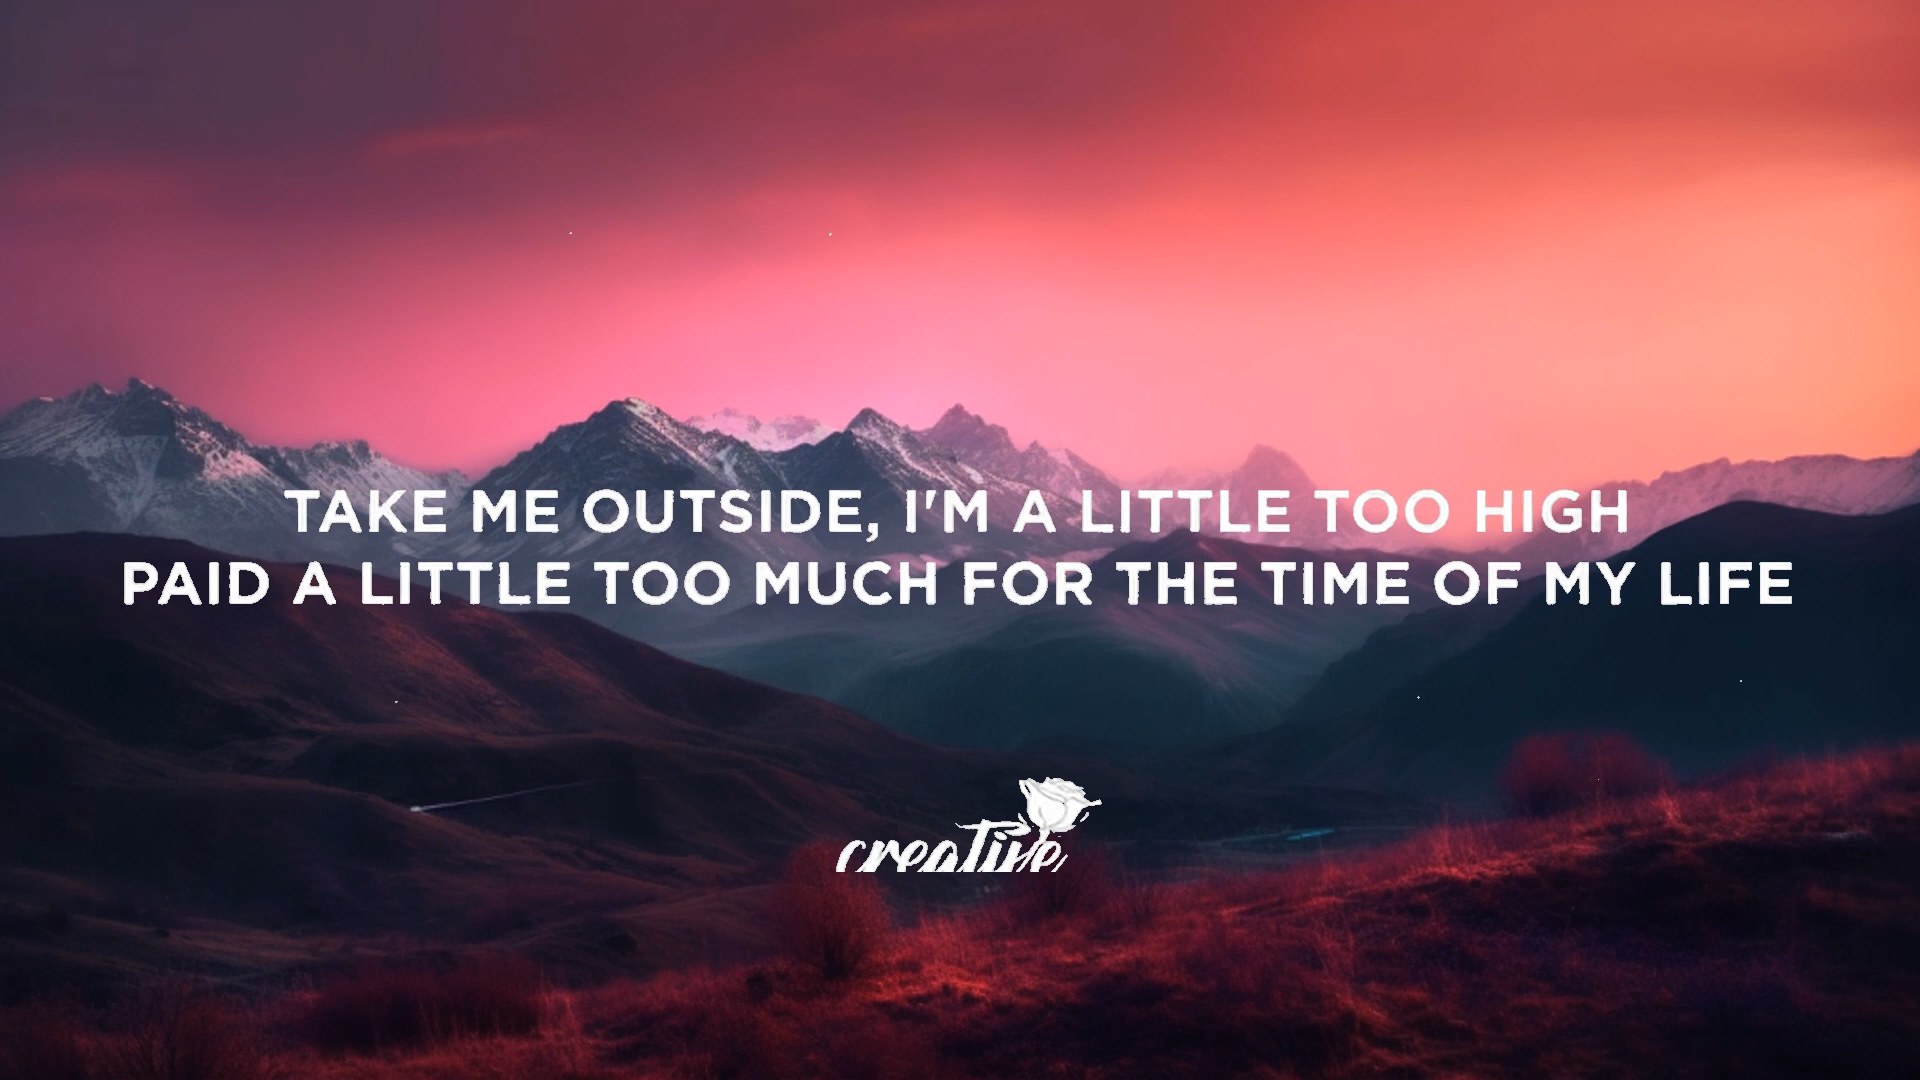 TAKE ME OUTSIDE, I'M A LITTLE TOO HIGH
PAID A LITTLE TOO MUCH FOR THE TIME OF MY LIFE
creative